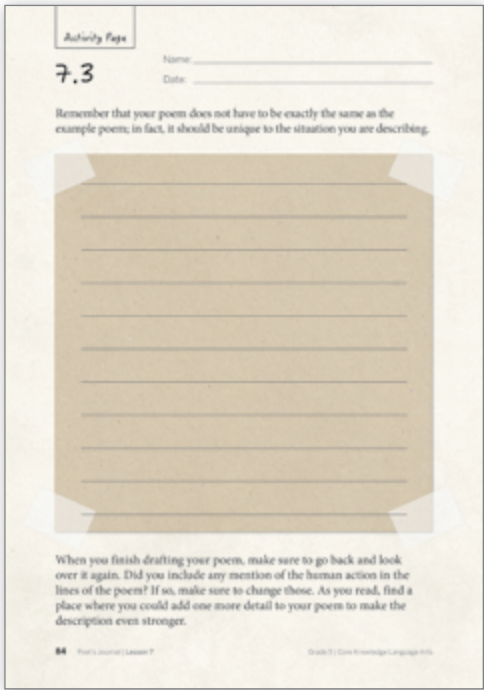 Activity Page
7.3
Name:
Date:
Remember that your poem does not have to be exactly the same as the
example poem; in fact, it should be unique to the situation you are describing.
When you finish drafting your poem, make sure to go back and look
over it again. Did you include any mention of the human action in the
lines of the poem? If so, make sure to change those. As you read, find a
place where you could add one more detail to your poem to make the
description even stronger.
84 Poet's Journal | Lesson 7
Grade 5 | Core Knowledge Language Arts